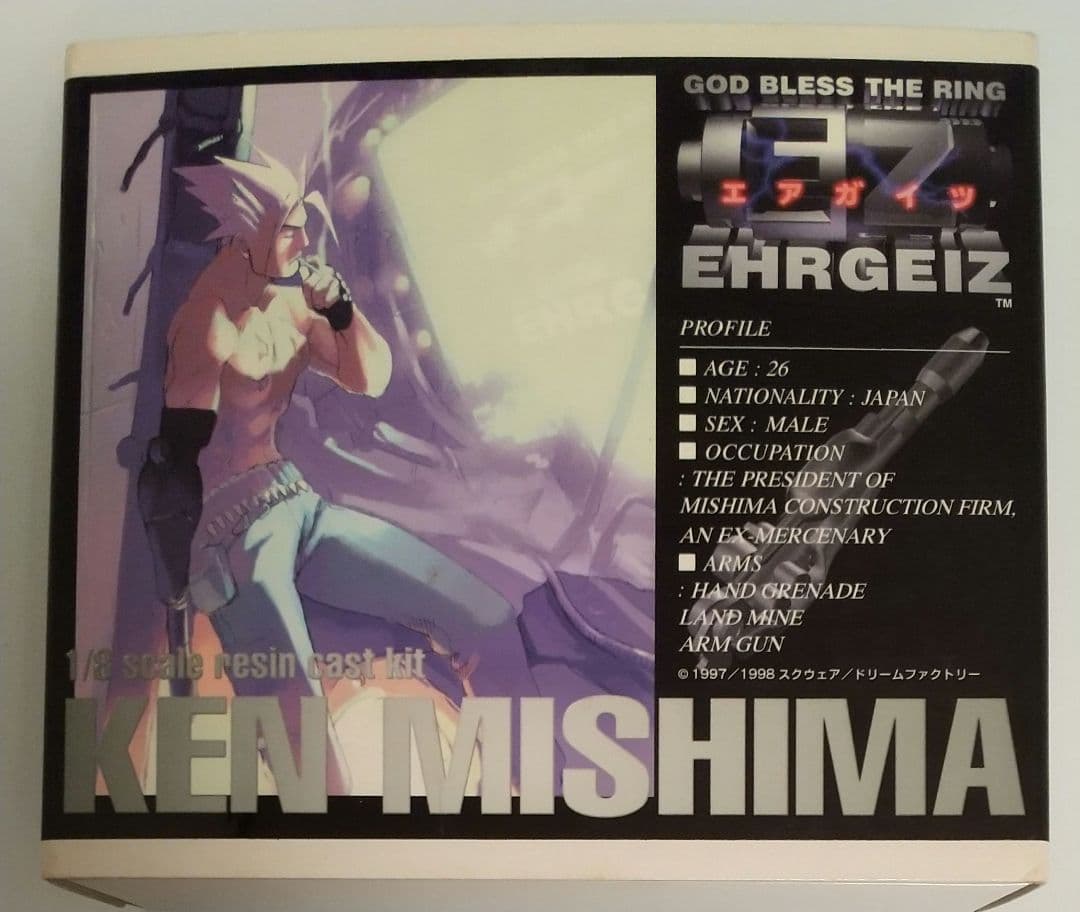 GOD BLESS THE RING
EZ
エアガイツ
EHRGEIZ
TM
PROFILE
AGE : 26
NATIONALITY : JAPAN
SEX : MALE
OCCUPATION
: THE PRESIDENT OF
MISHIMA CONSTRUCTION FIRM,
AN EX-MERCENARY
ARMS
: HAND GRENADE
LAND MINE
ARM GUN
©1997/1998 スクウェア/ドリームファクトリー
1/8 scale resin cast kit
KEN MISHIMA